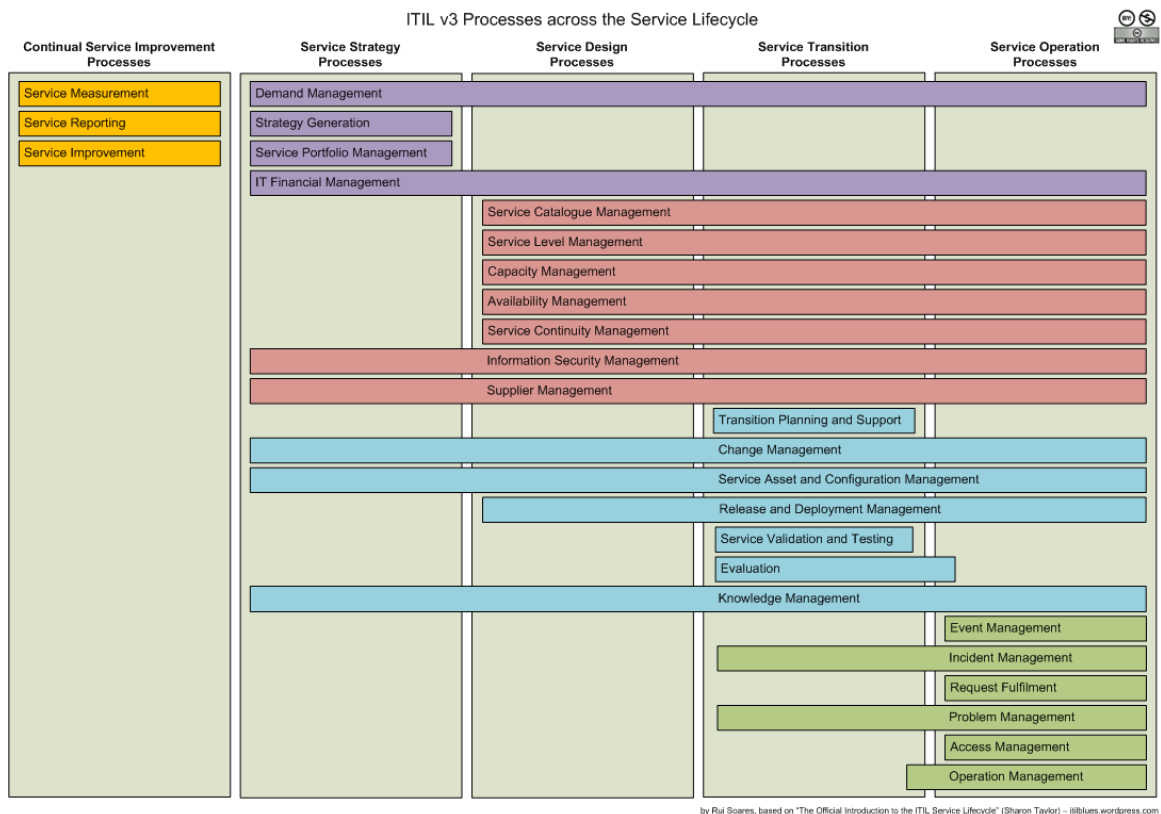 ITIL v3 Processes across the Service Lifecycle
BY:
Continual Service Improvement
Processes
Service Strategy
Processes
Service Design
Processes
Service Transition
Processes
Service Operation
Processes
Service Measurement
Service Reporting
Service Improvement
Demand Management
Strategy Generation
Service Portfolio Management
IT Financial Management
Service Catalogue Management
Service Level Management
Capacity Management
Availability Management
Service Continuity Management
Information Security Management
Supplier Management
Transition Planning and Support
Change Management
Service Asset and Configuration Management
Release and Deployment Management
Service Validation and Testing
Evaluation
Knowledge Management
Event Management
Incident Management
Request Fulfilment
Problem Management
Access Management
Operation Management
by Rui Soares, based on "The Official Introduction to the ITIL Service Lifecycle" (Sharon Taylor) – itilblues.wordpress.com